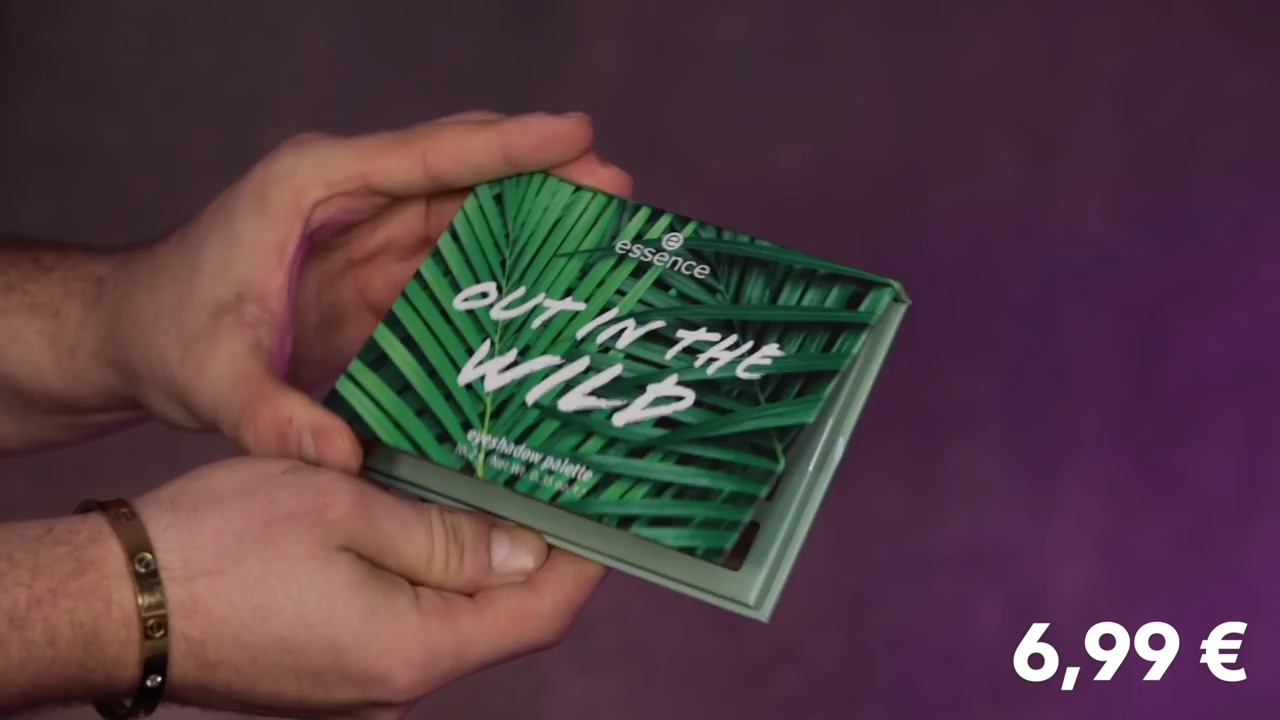 e
essence
OUT IN THE
WILD
eyeshadow palette
6,99 €